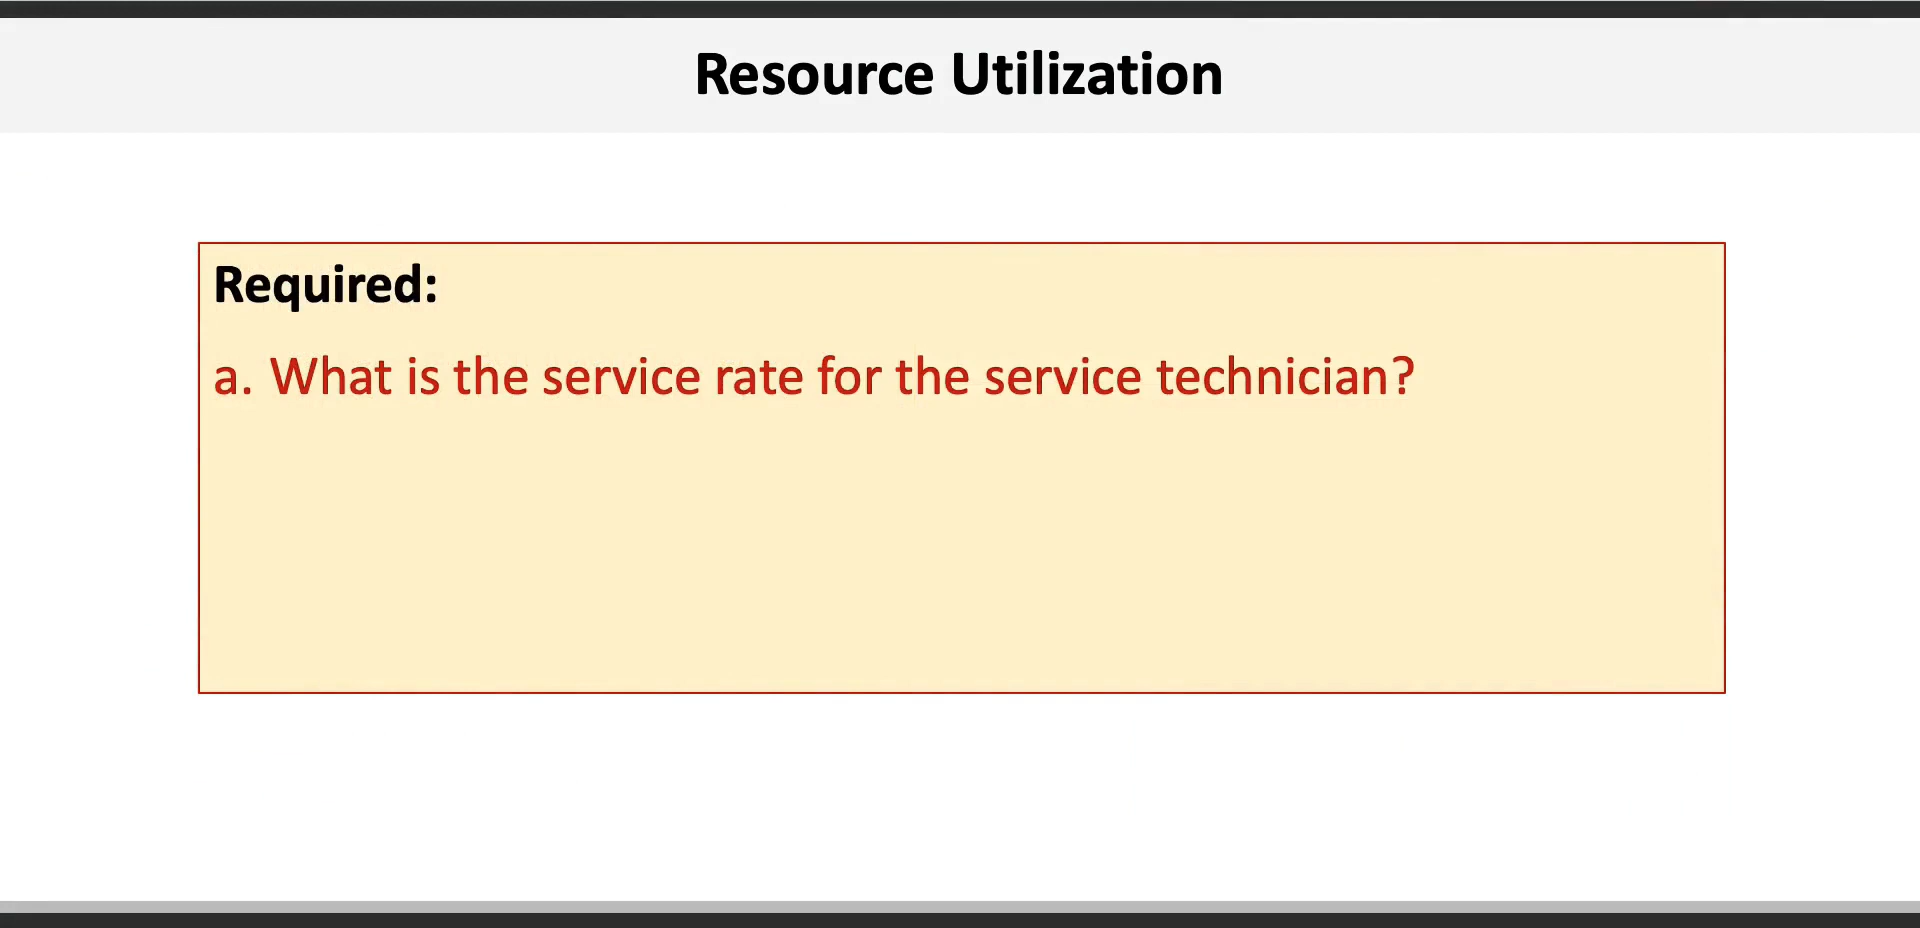 Resource Utilization
Required:
a. What is the service rate for the service technician?